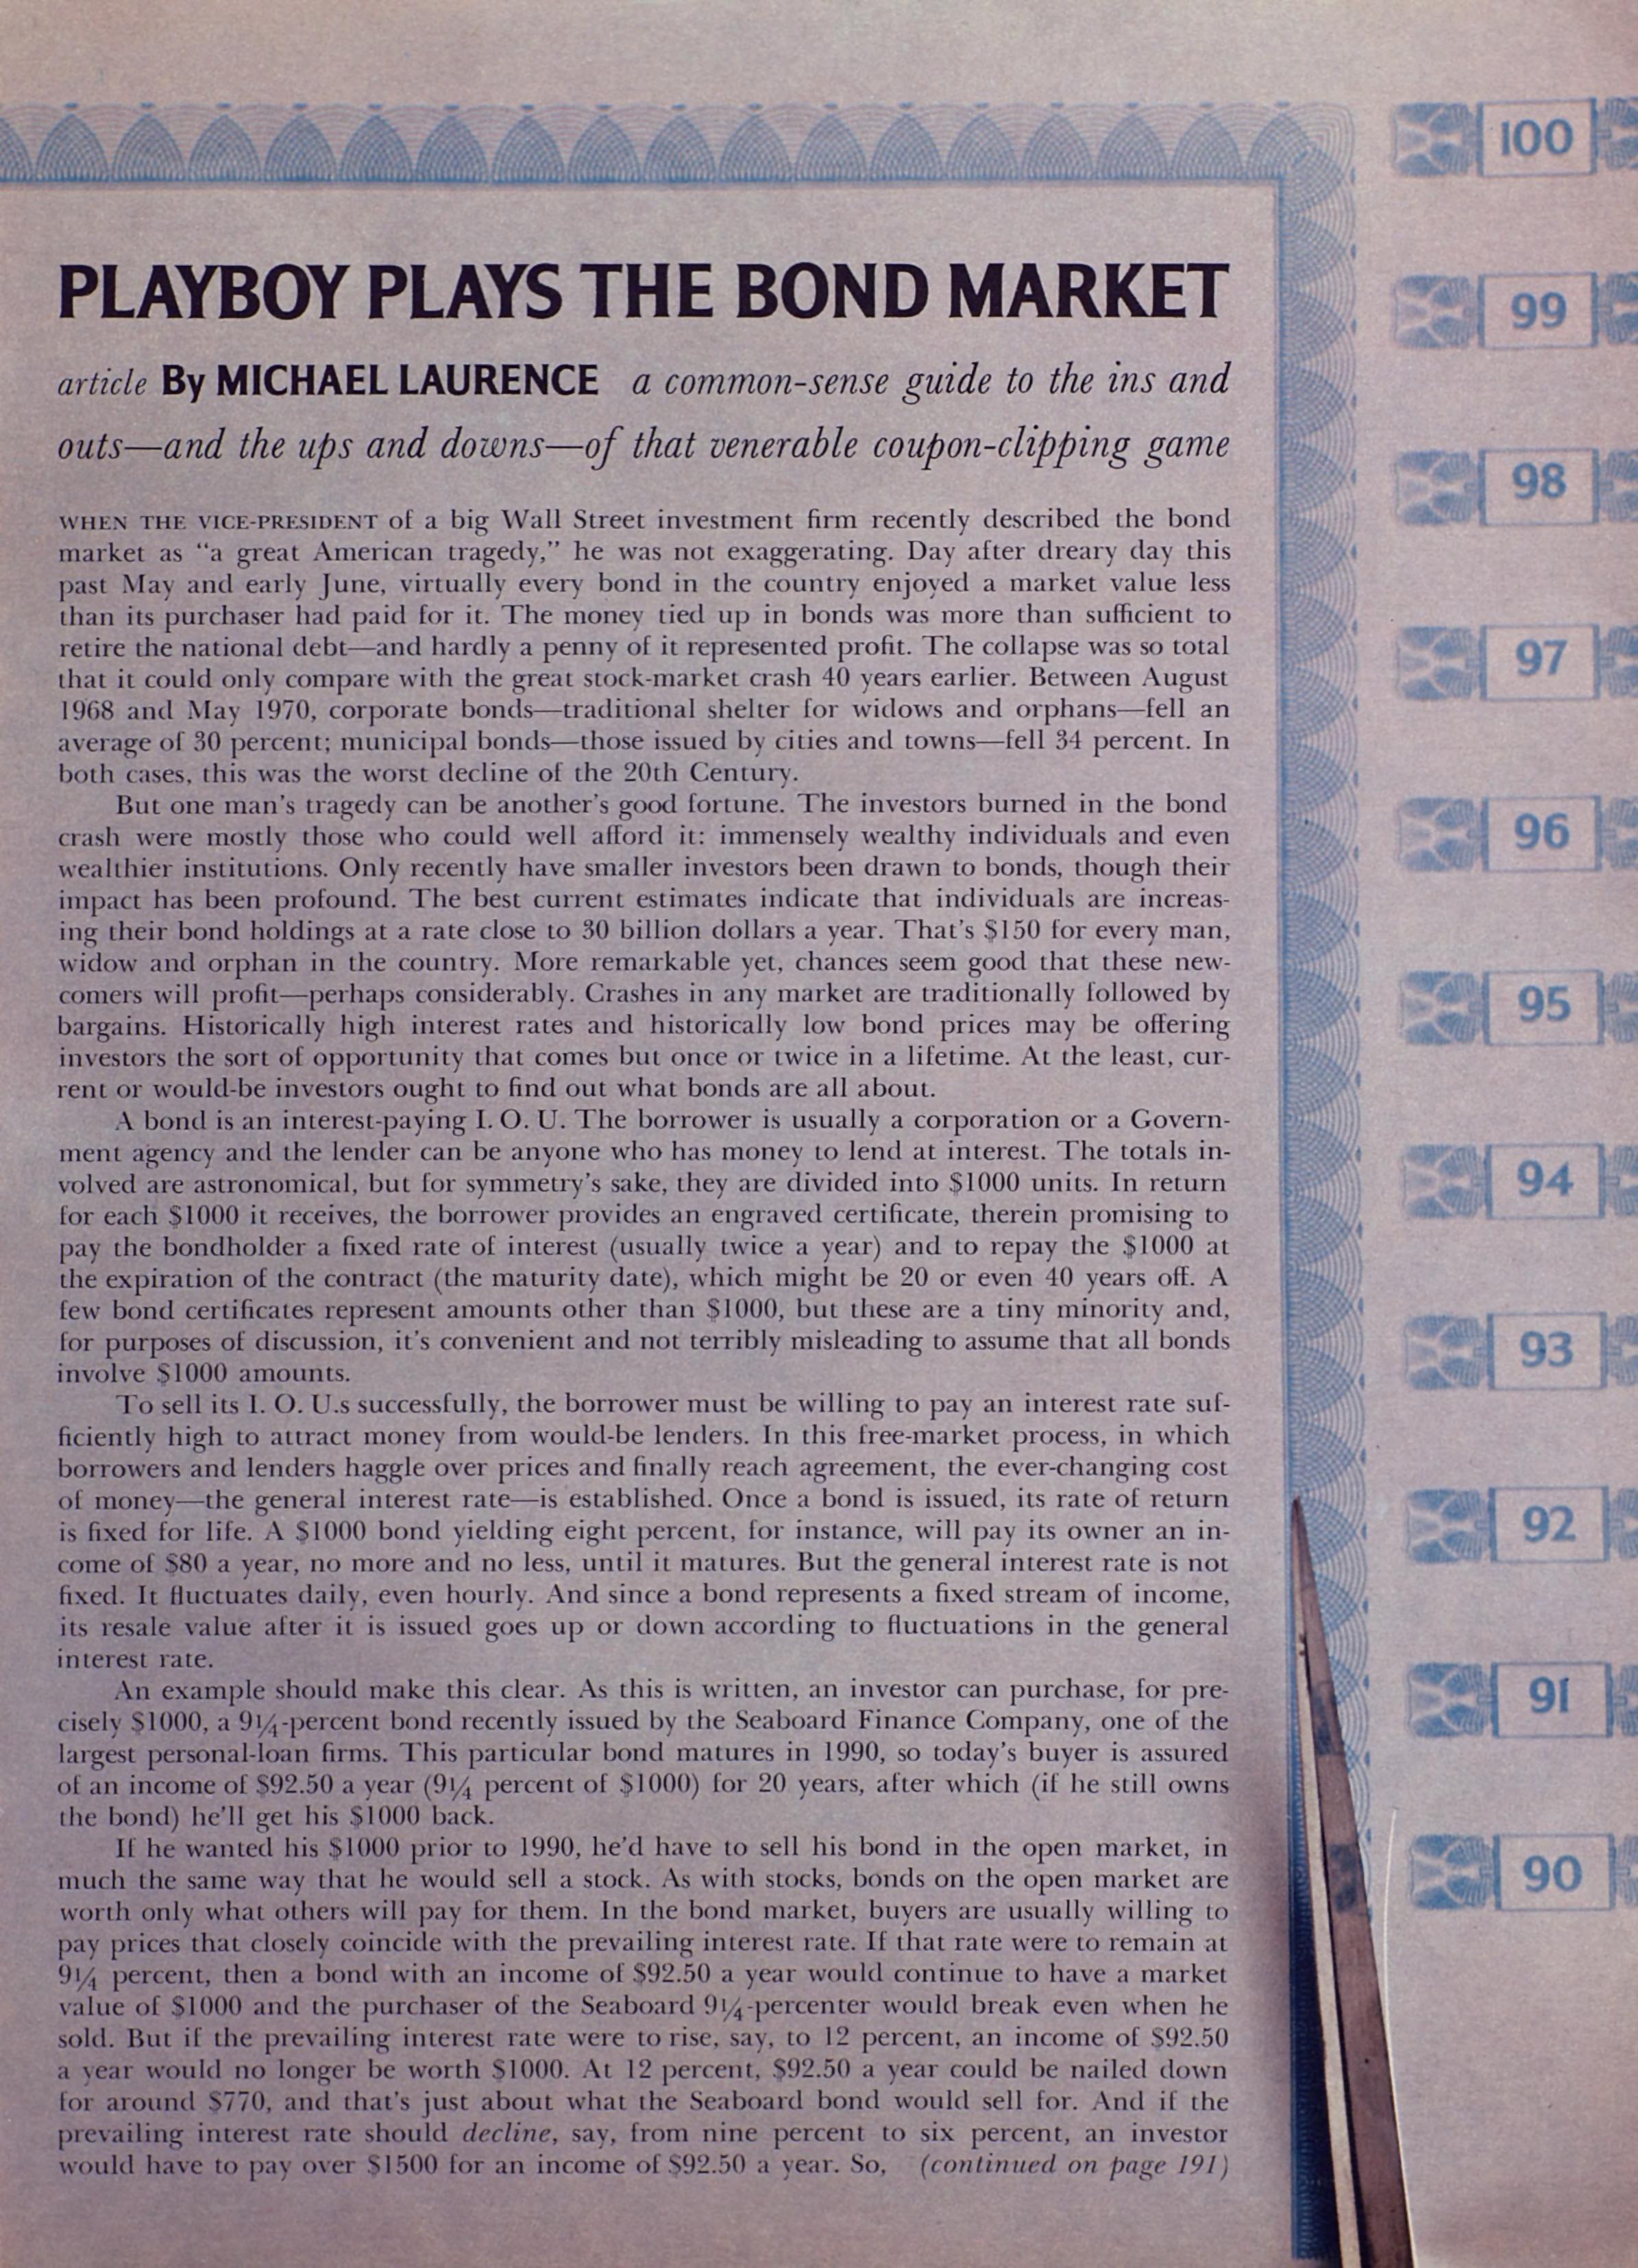 PLAYBOY PLAYS THE BOND MARKET
article By MICHAEL LAURENCE a common-sense guide to the ins and
outs—and the ups and downs—of that venerable coupon-clipping game
WHEN THE VICE-PRESIDENT of a big Wall Street investment firm recently described the bond
market as “a great American tragedy,” he was not exaggerating. Day after dreary day this
past May and early June, virtually every bond in the country enjoyed a market value less
than its purchaser had paid for it. The money tied up in bonds was more than sufficient to
retire the national debt—and hardly a penny of it represented profit. The collapse was so total
that it could only compare with the great stock-market crash 40 years earlier. Between August
1968 and May 1970, corporate bonds—traditional shelter for widows and orphans—fell an
average of 30 percent; municipal bonds—those issued by cities and towns—fell 34 percent. In
both cases, this was the worst decline of the 20th Century.
But one man’s tragedy can be another’s good fortune. The investors burned in the bond
crash were mostly those who could well afford it: immensely wealthy individuals and even
wealthier institutions. Only recently have smaller investors been drawn to bonds, though their
impact has been profound. The best current estimates indicate that individuals are increas-
ing their bond holdings at a rate close to 30 billion dollars a year. That’s $150 for every man,
widow and orphan in the country. More remarkable yet, chances seem good that these new-
comers will profit—perhaps considerably. Crashes in any market are traditionally followed by
bargains. Historically high interest rates and historically low bond prices may be offering
investors the sort of opportunity that comes but once or twice in a lifetime. At the least, cur-
rent or would-be investors ought to find out what bonds are all about.
A bond is an interest-paying I. O. U. The borrower is usually a corporation or a Govern-
ment agency and the lender can be anyone who has money to lend at interest. The totals in-
volved are astronomical, but for symmetry’s sake, they are divided into $1000 units. In return
for each $1000 it receives, the borrower provides an engraved certificate, therein promising to
pay the bondholder a fixed rate of interest (usually twice a year) and to repay the $1000 at
the expiration of the contract (the maturity date), which might be 20 or even 40 years off. A
few bond certificates represent amounts other than $1000, but these are a tiny minority and,
for purposes of discussion, it’s convenient and not terribly misleading to assume that all bonds
involve $1000 amounts.
To sell its I. O. U.s successfully, the borrower must be willing to pay an interest rate suf-
ficiently high to attract money from would-be lenders. In this free-market process, in which
borrowers and lenders haggle over prices and finally reach agreement, the ever-changing cost
of money—the general interest rate—is established. Once a bond is issued, its rate of return
is fixed for life. A $1000 bond yielding eight percent, for instance, will pay its owner an in-
come of $80 a year, no more and no less, until it matures. But the general interest rate is not
fixed. It fluctuates daily, even hourly. And since a bond represents a fixed stream of income,
its resale value after it is issued goes up or down according to fluctuations in the general
interest rate.
An example should make this clear. As this is written, an investor can purchase, for pre-
cisely $1000, a 9¼-percent bond recently issued by the Seaboard Finance Company, one of the
largest personal-loan firms. This particular bond matures in 1990, so today’s buyer is assured
of an income of $92.50 a year (9¼ percent of $1000) for 20 years, after which (if he still owns
the bond) he’ll get his $1000 back.
If he wanted his $1000 prior to 1990, he’d have to sell his bond in the open market, in
much the same way that he would sell a stock. As with stocks, bonds on the open market are
worth only what others will pay for them. In the bond market, buyers are usually willing to
pay prices that closely coincide with the prevailing interest rate. If that rate were to remain at
9¼ percent, then a bond with an income of $92.50 a year would continue to have a market
value of $1000 and the purchaser of the Seaboard 9¼-percenter would break even when he
sold. But if the prevailing interest rate were to rise, say, to 12 percent, an income of $92.50
a year would no longer be worth $1000. At 12 percent, $92.50 a year could be nailed down
for around $770, and that’s just about what the Seaboard bond would sell for. And if the
prevailing interest rate should decline, say, from nine percent to six percent, an investor
would have to pay over $1500 for an income of $92.50 a year. So, (continued on page 191)
100
99
98
97
96
95
94
93
92
91
90